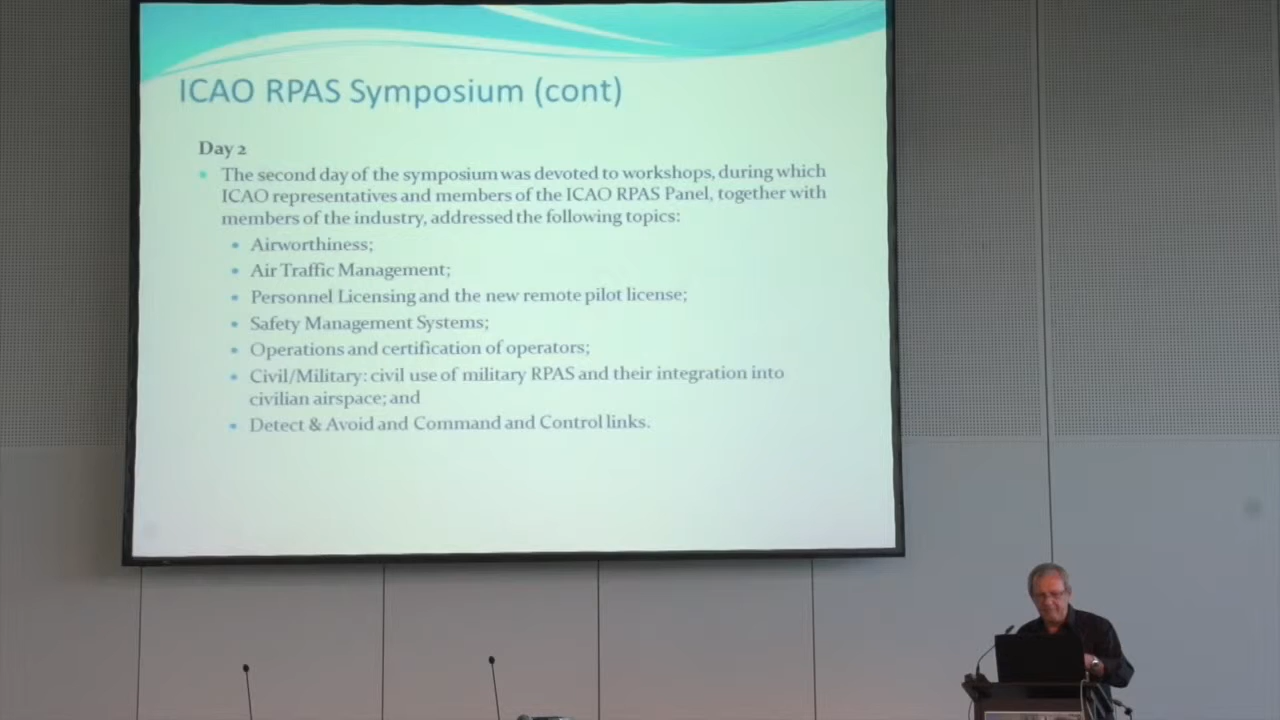 ICAO RPAS Symposium (cont)
Day 2
The second day of the symposium was devoted to workshops, during which
ICAO representatives and members of the ICAO RPAS Panel, together with
members of the industry, addressed the following topics:
Airworthiness;
Air Traffic Management;
Personnel Licensing and the new remote pilot license;
Safety Management Systems;
Operations and certification of operators;
Civil/Military: civil use of military RPAS and their integration into
civilian airspace; and
Detect & Avoid and Command and Control links.